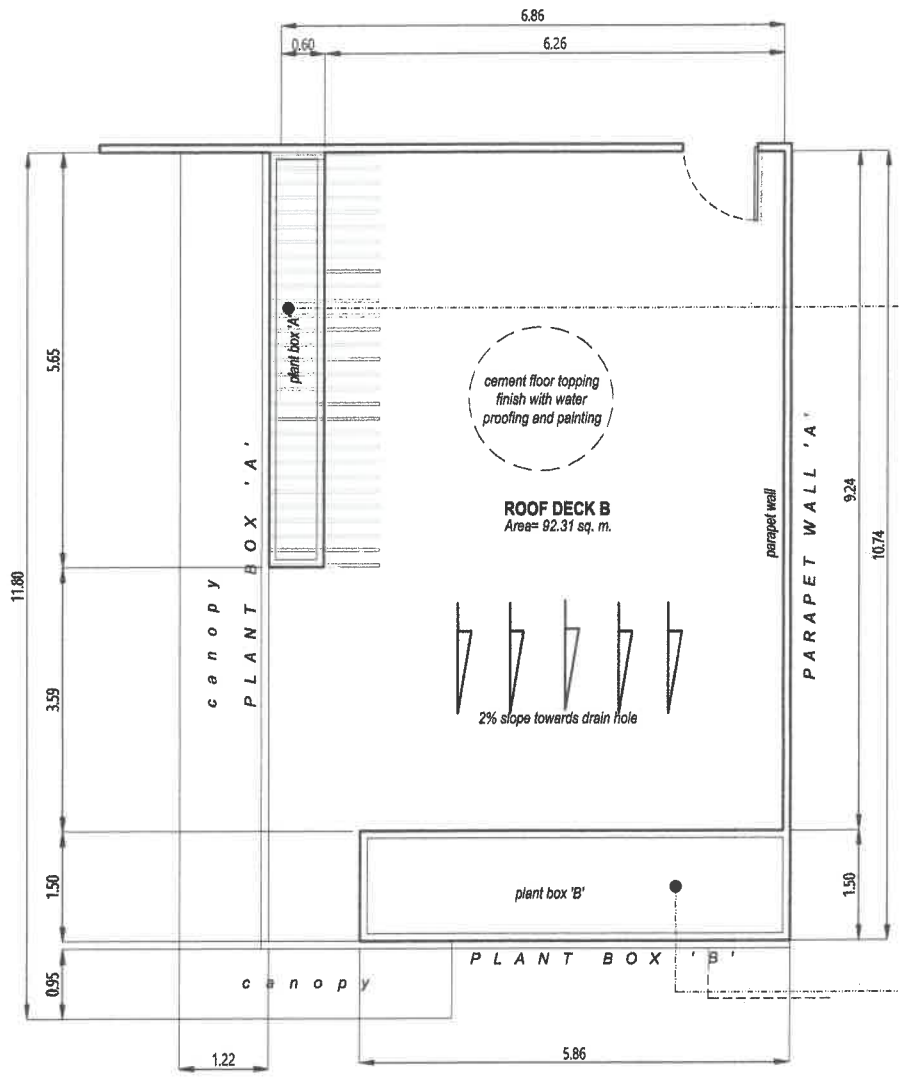 6.86
0.60
6.26
5.65
11.80
3.59
1.50
0.95
canopy
PLANT BOX 'A'
plant box 'A'
cement floor topping
finish with water
proofing and painting
ROOF DECK B
Area= 92.31 sq. m.
2% slope towards drain hole
parapet wall
PARAPET WALL 'A'
9.24
10.74
1.50
plant box 'B'
PLANT BOX 'B'
canopy
1.22
5.86